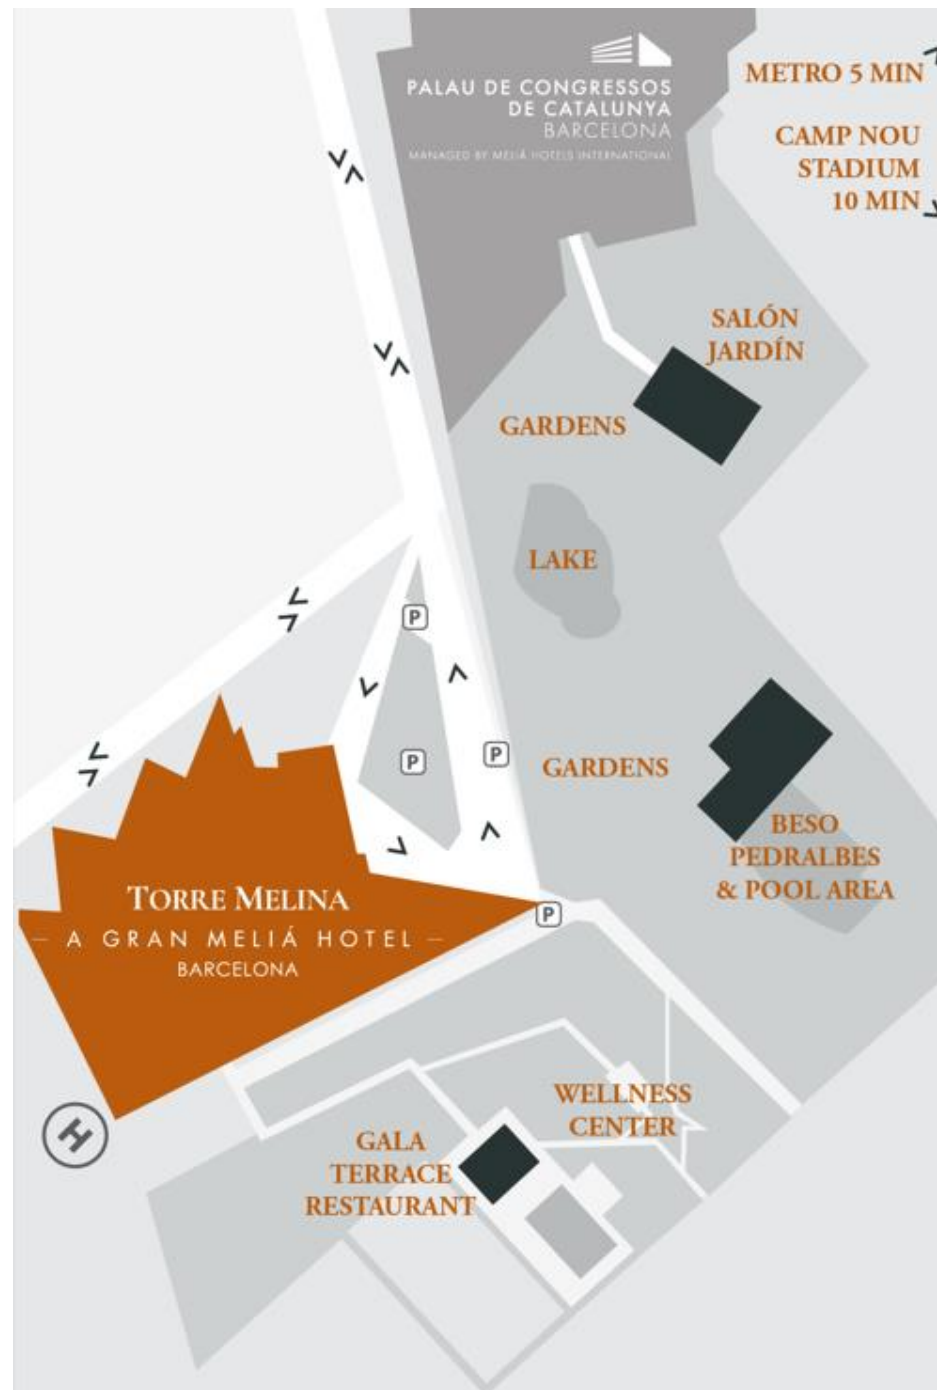 PALAU DE CONGRESSOS
DE CATALUNYA
BARCELONA
MANAGED BY MELIÁ HOTELS INTERNATIONAL
METRO 5 MIN
CAMP NOU
STADIUM
10 MIN
SALÓN
JARDÍN
GARDENS
LAKE
P
P
P
GARDENS
BESO
PEDRALBES
& POOL AREA
TORRE MELINA
– A GRAN MELIÁ HOTEL –
BARCELONA
P
H
WELLNESS
CENTER
GALA
TERRACE
RESTAURANT